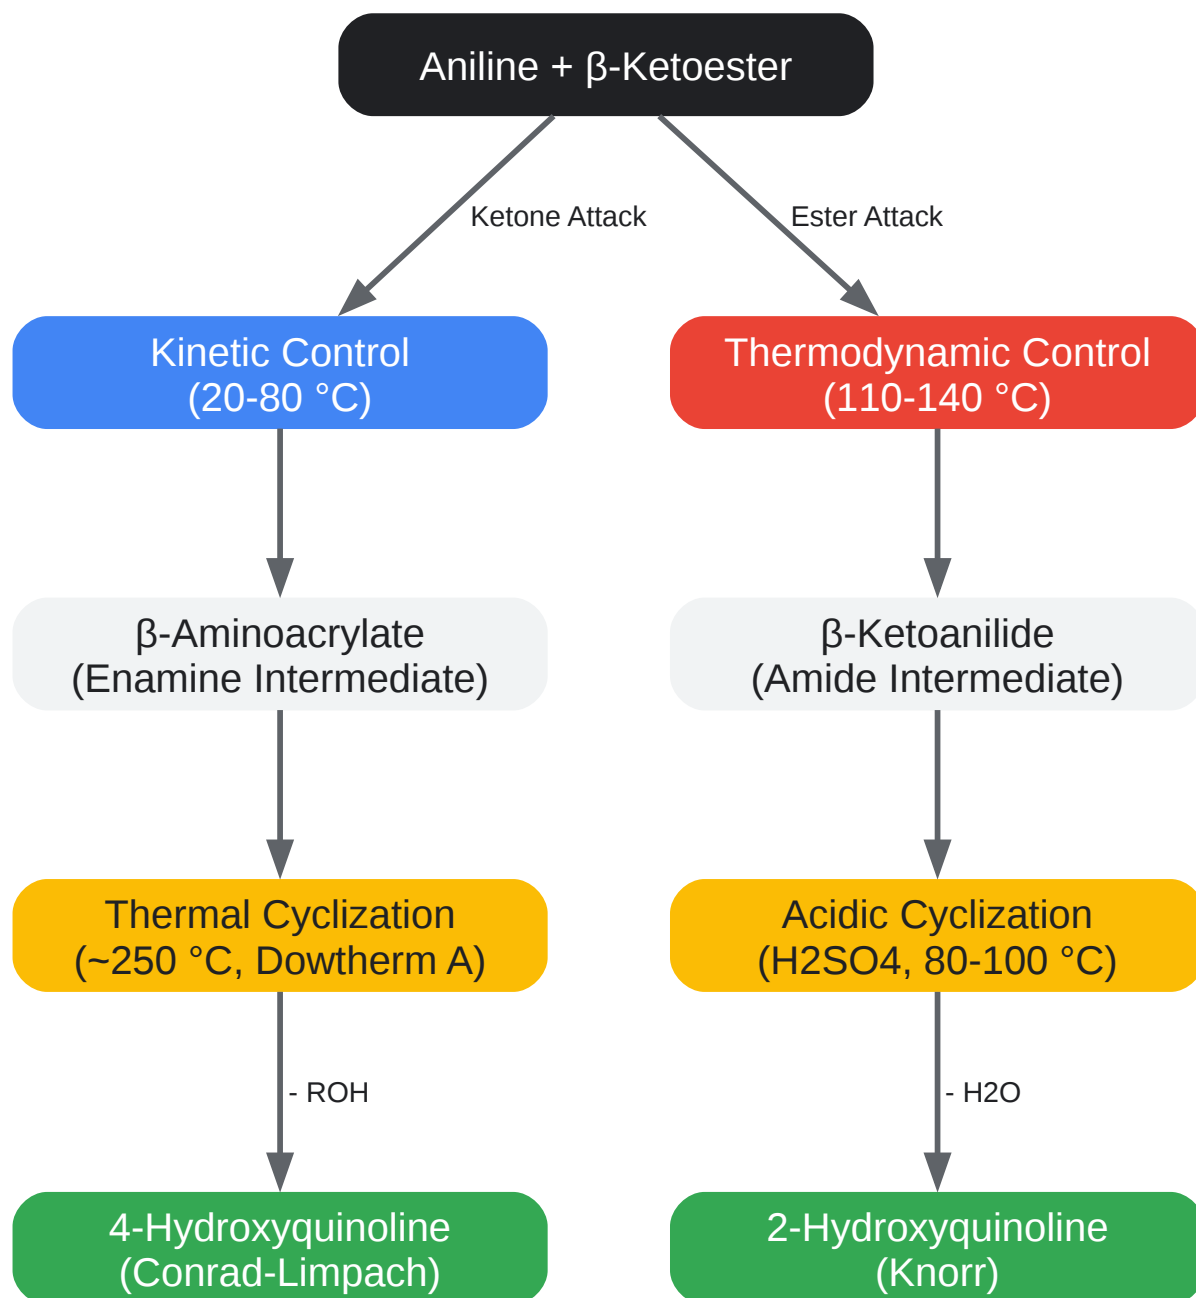 Aniline + β-Ketoester
Ketone Attack
Ester Attack
Kinetic Control
(20-80 °C)
Thermodynamic Control
(110-140 °C)
β-Aminoacrylate
(Enamine Intermediate)
β-Ketoanilide
(Amide Intermediate)
Thermal Cyclization
(~250 °C, Dowtherm A)
Acidic Cyclization
(H2SO4, 80-100 °C)
- ROH
- H2O
4-Hydroxyquinoline
(Conrad-Limpach)
2-Hydroxyquinoline
(Knorr)